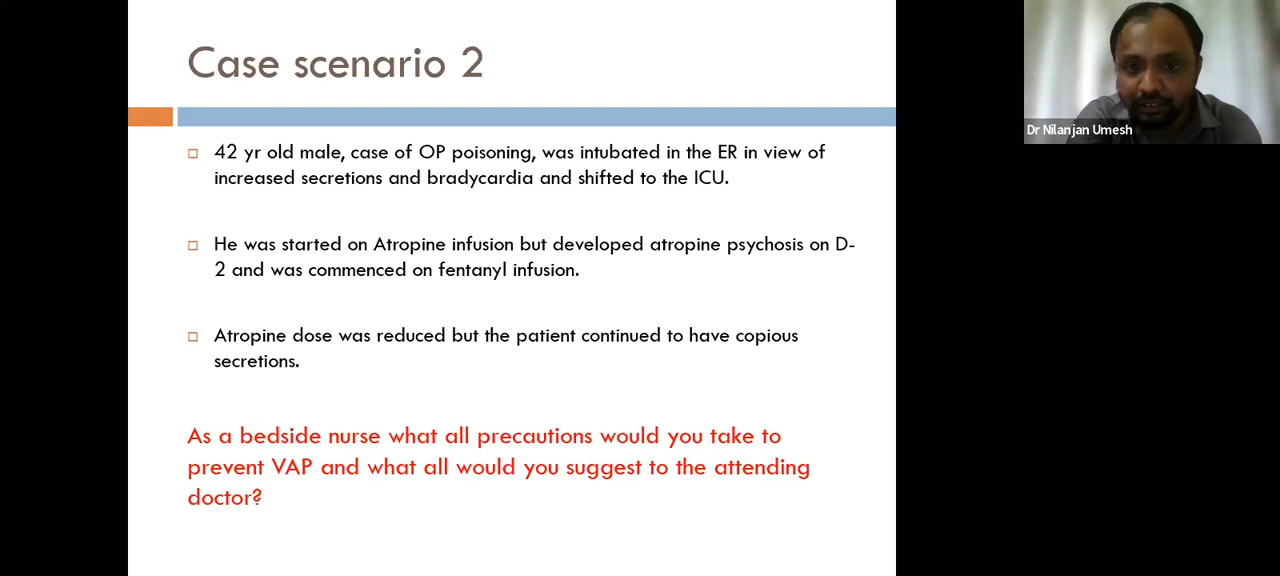 Case scenario 2
Dr Nilanjan Umesh
42 yr old male, case of OP poisoning, was intubated in the ER in view of
increased secretions and bradycardia and shifted to the ICU.
He was started on Atropine infusion but developed atropine psychosis on D-
2 and was commenced on fentanyl infusion.
Atropine dose was reduced but the patient continued to have copious
secretions.
As a bedside nurse what all precautions would you take to
prevent VAP and what all would you suggest to the attending
doctor?